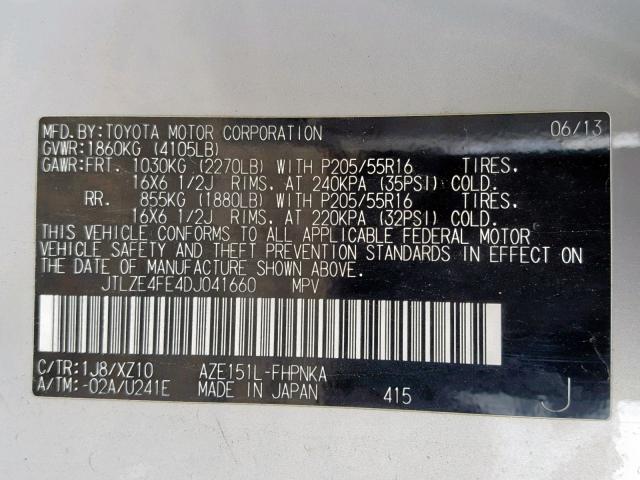 MFD.BY:TOYOTA MOTOR CORPORATION 06/13
GVWR:1860KG (4105LB)
GAWR:FRT. 1030KG (2270LB) WITH P205/55R16 TIRES.
16X6 1/2J RIMS. AT 240KPA (35PSI) COLD.
RR. 855KG (1880LB) WITH P205/55R16 TIRES.
16X6 1/2J RIMS. AT 220KPA (32PSI) COLD.
THIS VEHICLE CONFORMS TO ALL APPLICABLE FEDERAL MOTOR
VEHICLE SAFETY AND THEFT PREVENTION STANDARDS IN EFFECT ON
THE DATE OF MANUFACTURE SHOWN ABOVE.
JTLZE4FE4DJ041660 MPV
C/TR:1J8/XZ10 AZE151L-FHPNKA
A/TM:-02A/U241E MADE IN JAPAN 415 J